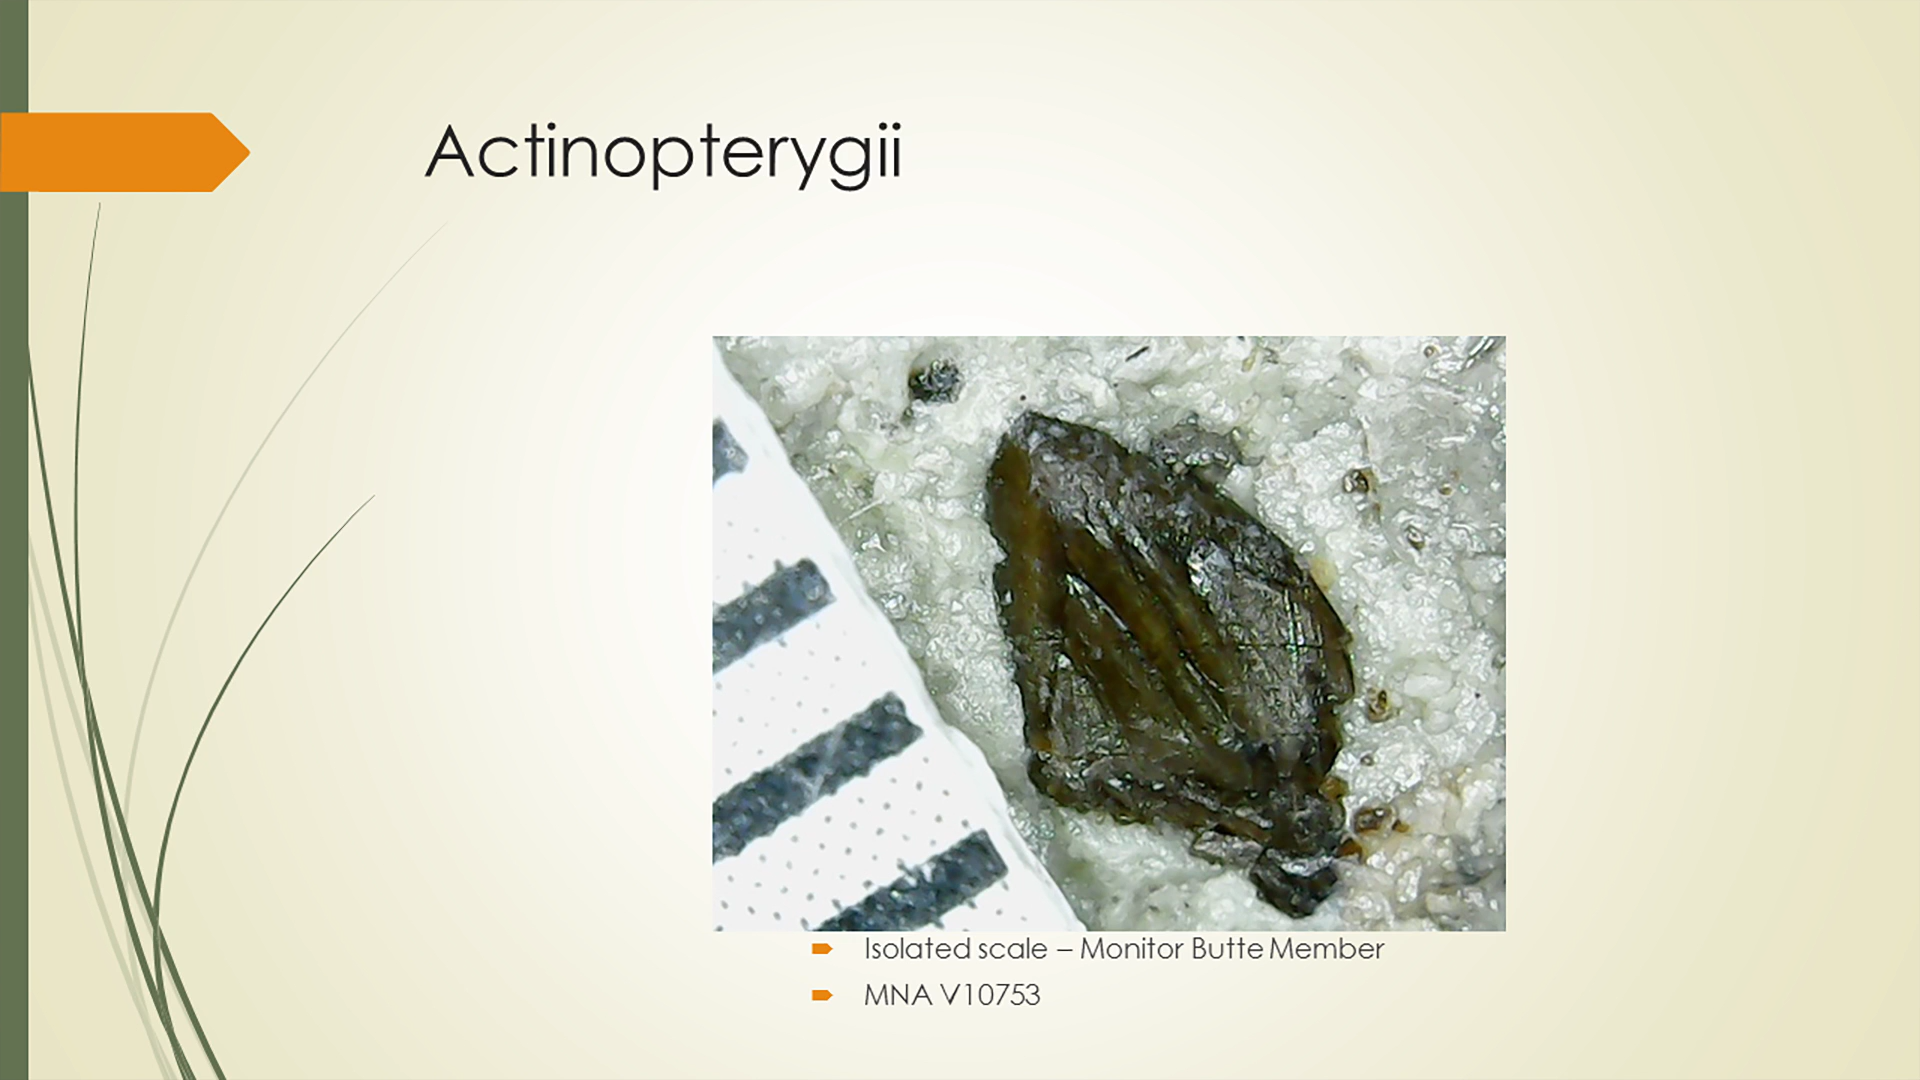 Actinopterygii
Isolated scale – Monitor Butte Member
MNA V10753